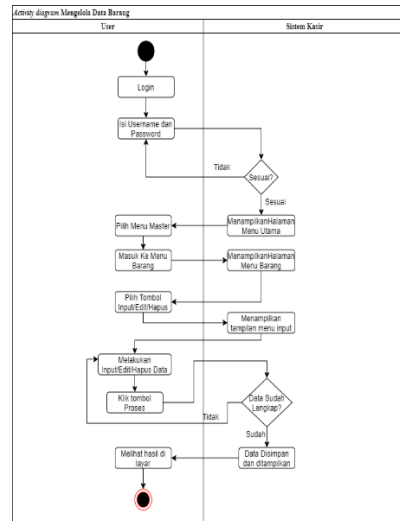 Activity diagram Mengelola Data Barang
User
Sistem Kasir
Login
Isi Username dan
Password
Tidak
Sesuai?
Sesuai
Pilih Menu Master
MenampilkanHalaman
Menu Utama
Masuk Ke Menu
Barang
MenampilkanHalaman
Menu Barang
Pilih Tombol
Input/Edit/Hapus
Menampilkan
tampilan menu input
Melakukan
Input/Edit/Hapus Data
Klik tombol
Proses
Data Sudah
Lengkap?
Tidak
Sudah
Melihat hasil di
layar
Data Disimpan
dan ditampilkan